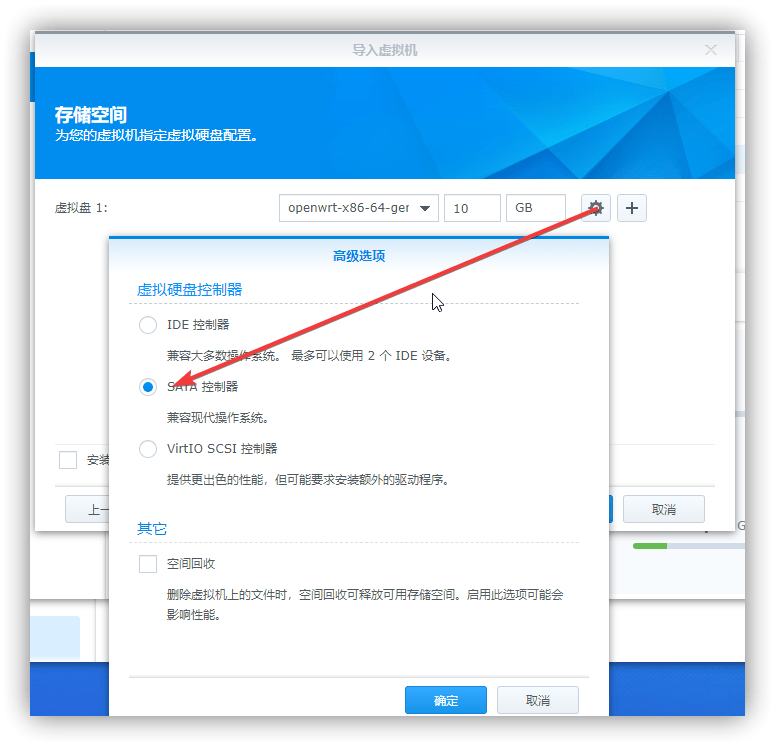 导入虚拟机
存储空间
为您的虚拟机指定虚拟硬盘配置。
虚拟盘 1:
openwrt-x86-64-ger
10
GB
高级选项
虚拟硬盘控制器
IDE 控制器
兼容大多数操作系统。 最多可以使用 2 个 IDE 设备。
SATA 控制器
兼容现代操作系统。
VirtIO SCSI 控制器
提供更出色的性能，但可能要求安装额外的驱动程序。
安装
上一
取消
G
其它
空间回收
删除虚拟机上的文件时，空间回收可释放可用存储空间。启用此选项可能会
影响性能。
确定
取消